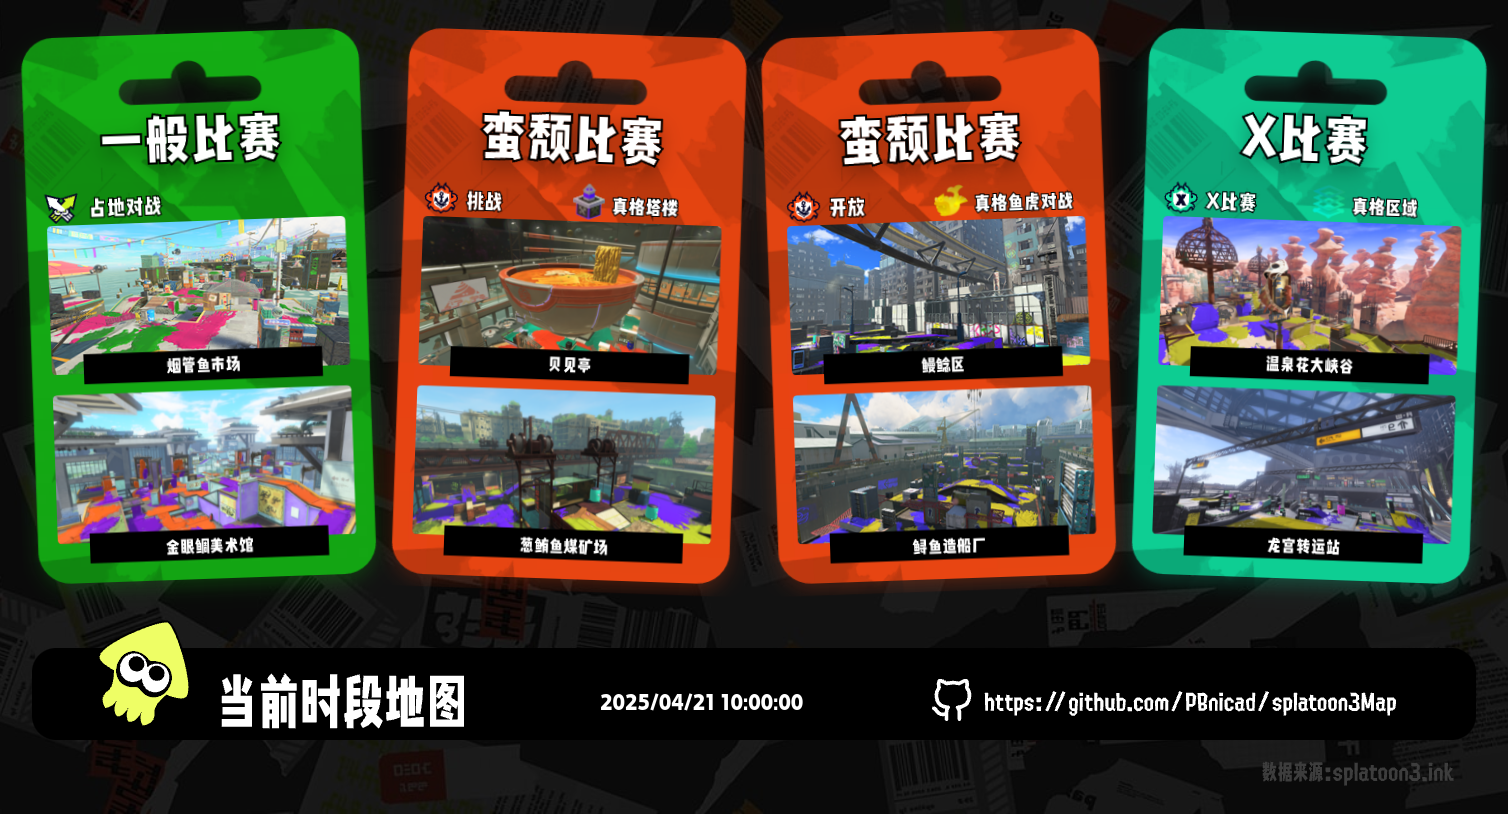 一般比赛
占地对战
烟管鱼市场
金眼鲷美术馆
蛮颓比赛
挑战
真格塔楼
贝贝亭
葱鲔鱼煤矿场
蛮颓比赛
开放
真格鱼虎对战
鳗鲶区
鲟鱼造船厂
X比赛
X比赛
真格区域
温泉花大峡谷
龙宫转运站
当前时段地图
2025/04/21 10:00:00
https://github.com/PBnicad/splatoon3Map
数据来源:splatoon3.ink